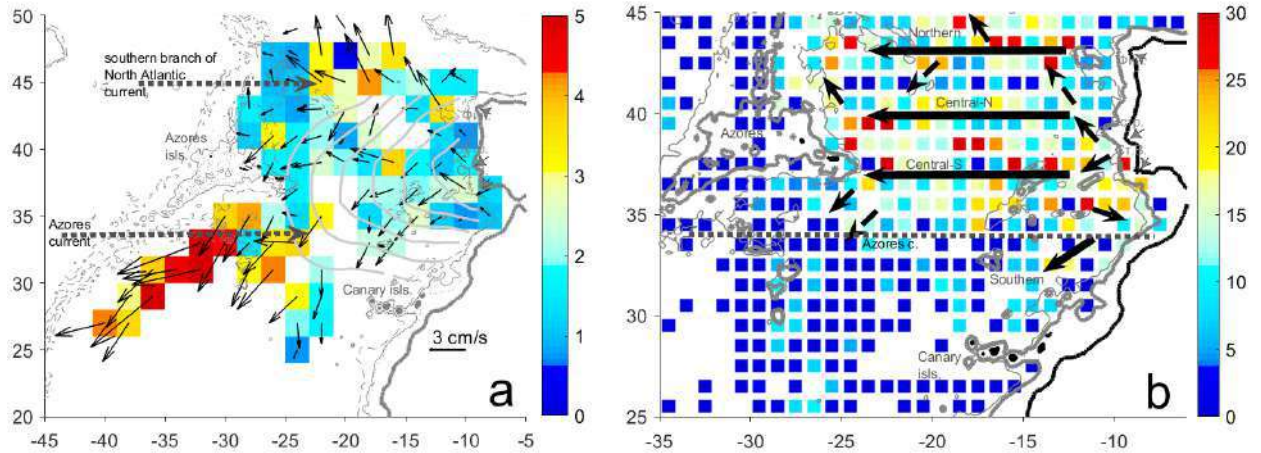 50
45
40
35
30
25
20
-45
-40
-35
-30
-25
-20
-15
-10
-5
southern branch of
North Atlantic
current,
Azores
isls.
Azores
current
Canary isls.
3 cm/s
a
5
4
3
2
1
0
45
40
35
30
25
-35
-30
-25
-20
-15
-10
Northern
Central-N
Azores
Central-S
Azores c.
Southern
Canary
isls.
b
30
25
20
15
10
5
0